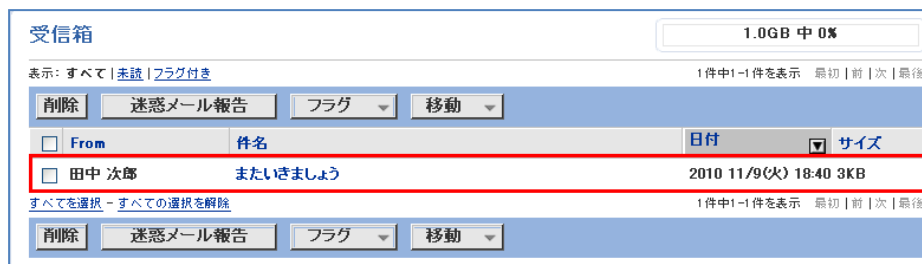 受信箱 1.0GB 中 0%
表示: すべて | 未読 | フラグ付き 1件中1-1件を表示 最初 | 前 | 次 | 最後
削除 迷惑メール報告 フラグ 移動
From 件名 日付 サイズ
田中 次郎 またいきましょう 2010 11/9(火) 18:40 3KB
すべてを選択 - すべての選択を解除 1件中1-1件を表示 最初 | 前 | 次 | 最後
削除 迷惑メール報告 フラグ 移動